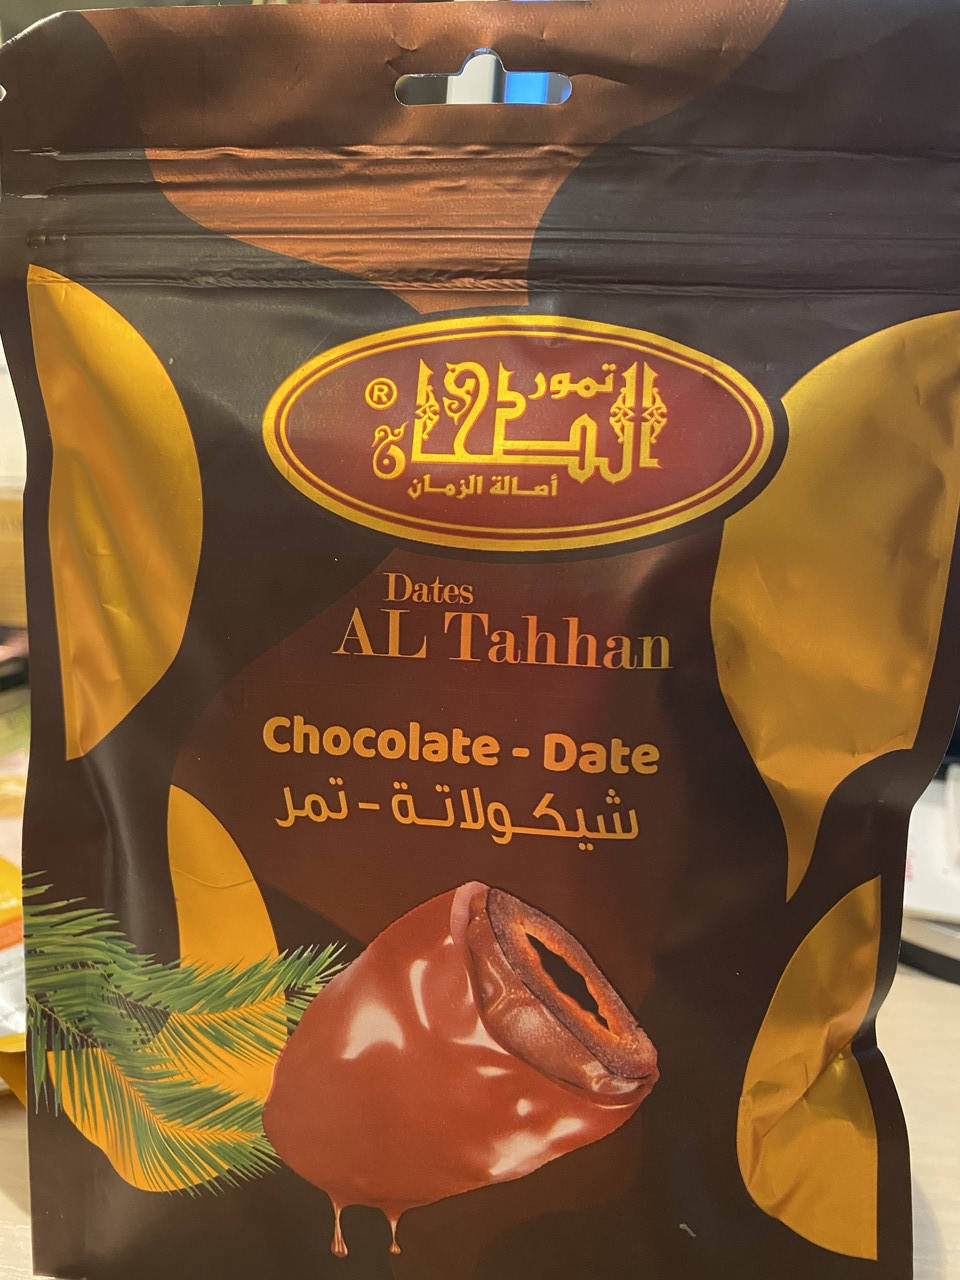 تمور
الطحان
®
أصالة الزمان
Dates
AL Tahhan
Chocolate - Date
شيكولاتة - تمر